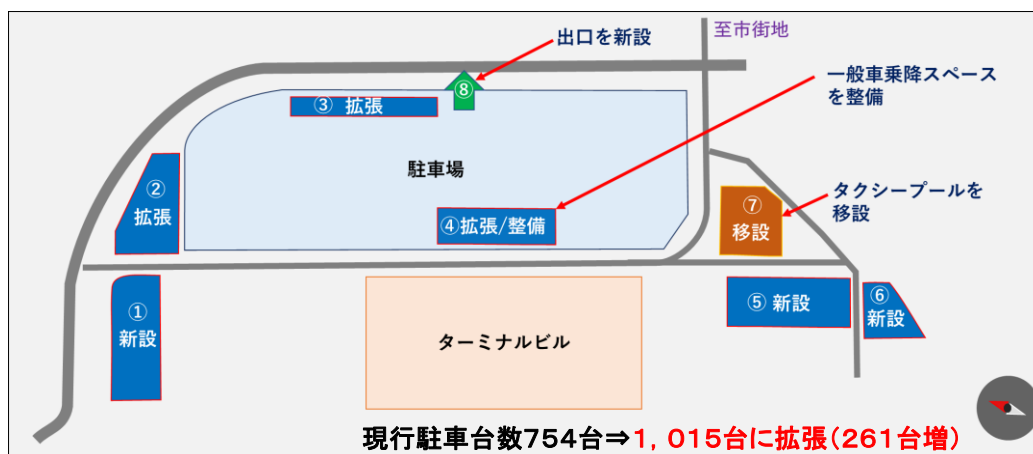 至市街地
出口を新設
⑧
一般車乗降スペース
を整備
③ 拡張
駐車場
②
拡張
④拡張/整備
⑦
移設
タクシープールを
移設
①
新設
⑤ 新設
⑥
新設
ターミナルビル
現行駐車台数754台⇒1,015台に拡張(261台増)